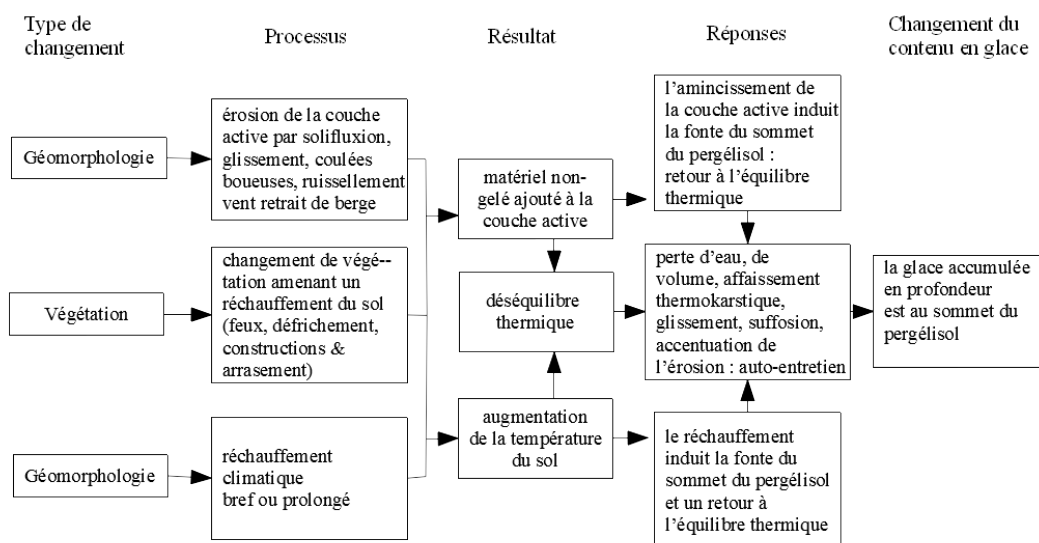 Type de
changement
Processus
Résultat
Réponses
Changement du
contenu en glace
Géomorphologie
érosion de la couche
active par solifluxion,
glissement, coulées
boueuses, ruissellement
vent retrait de berge
matériel non-
gelé ajouté à la
couche active
l'amincissement de
la couche active induit
la fonte du sommet
du pergélisol :
retour à l'équilibre
thermique
Végétation
changement de végé--
tation amenant un
réchauffement du sol
(feux, défrichement,
constructions &
arrasement)
déséquilibre
thermique
perte d'eau, de
volume, affaissement
thermokarstique,
glissement, suffosion,
accentuation de
l'érosion : auto-entretien
la glace accumulée
en profondeur
est au sommet du
pergélisol
Géomorphologie
réchauffement
climatique
bref ou prolongé
augmentation
de la température
du sol
le réchauffement
induit la fonte du
sommet du pergélisol
et un retour à
l'équilibre thermique